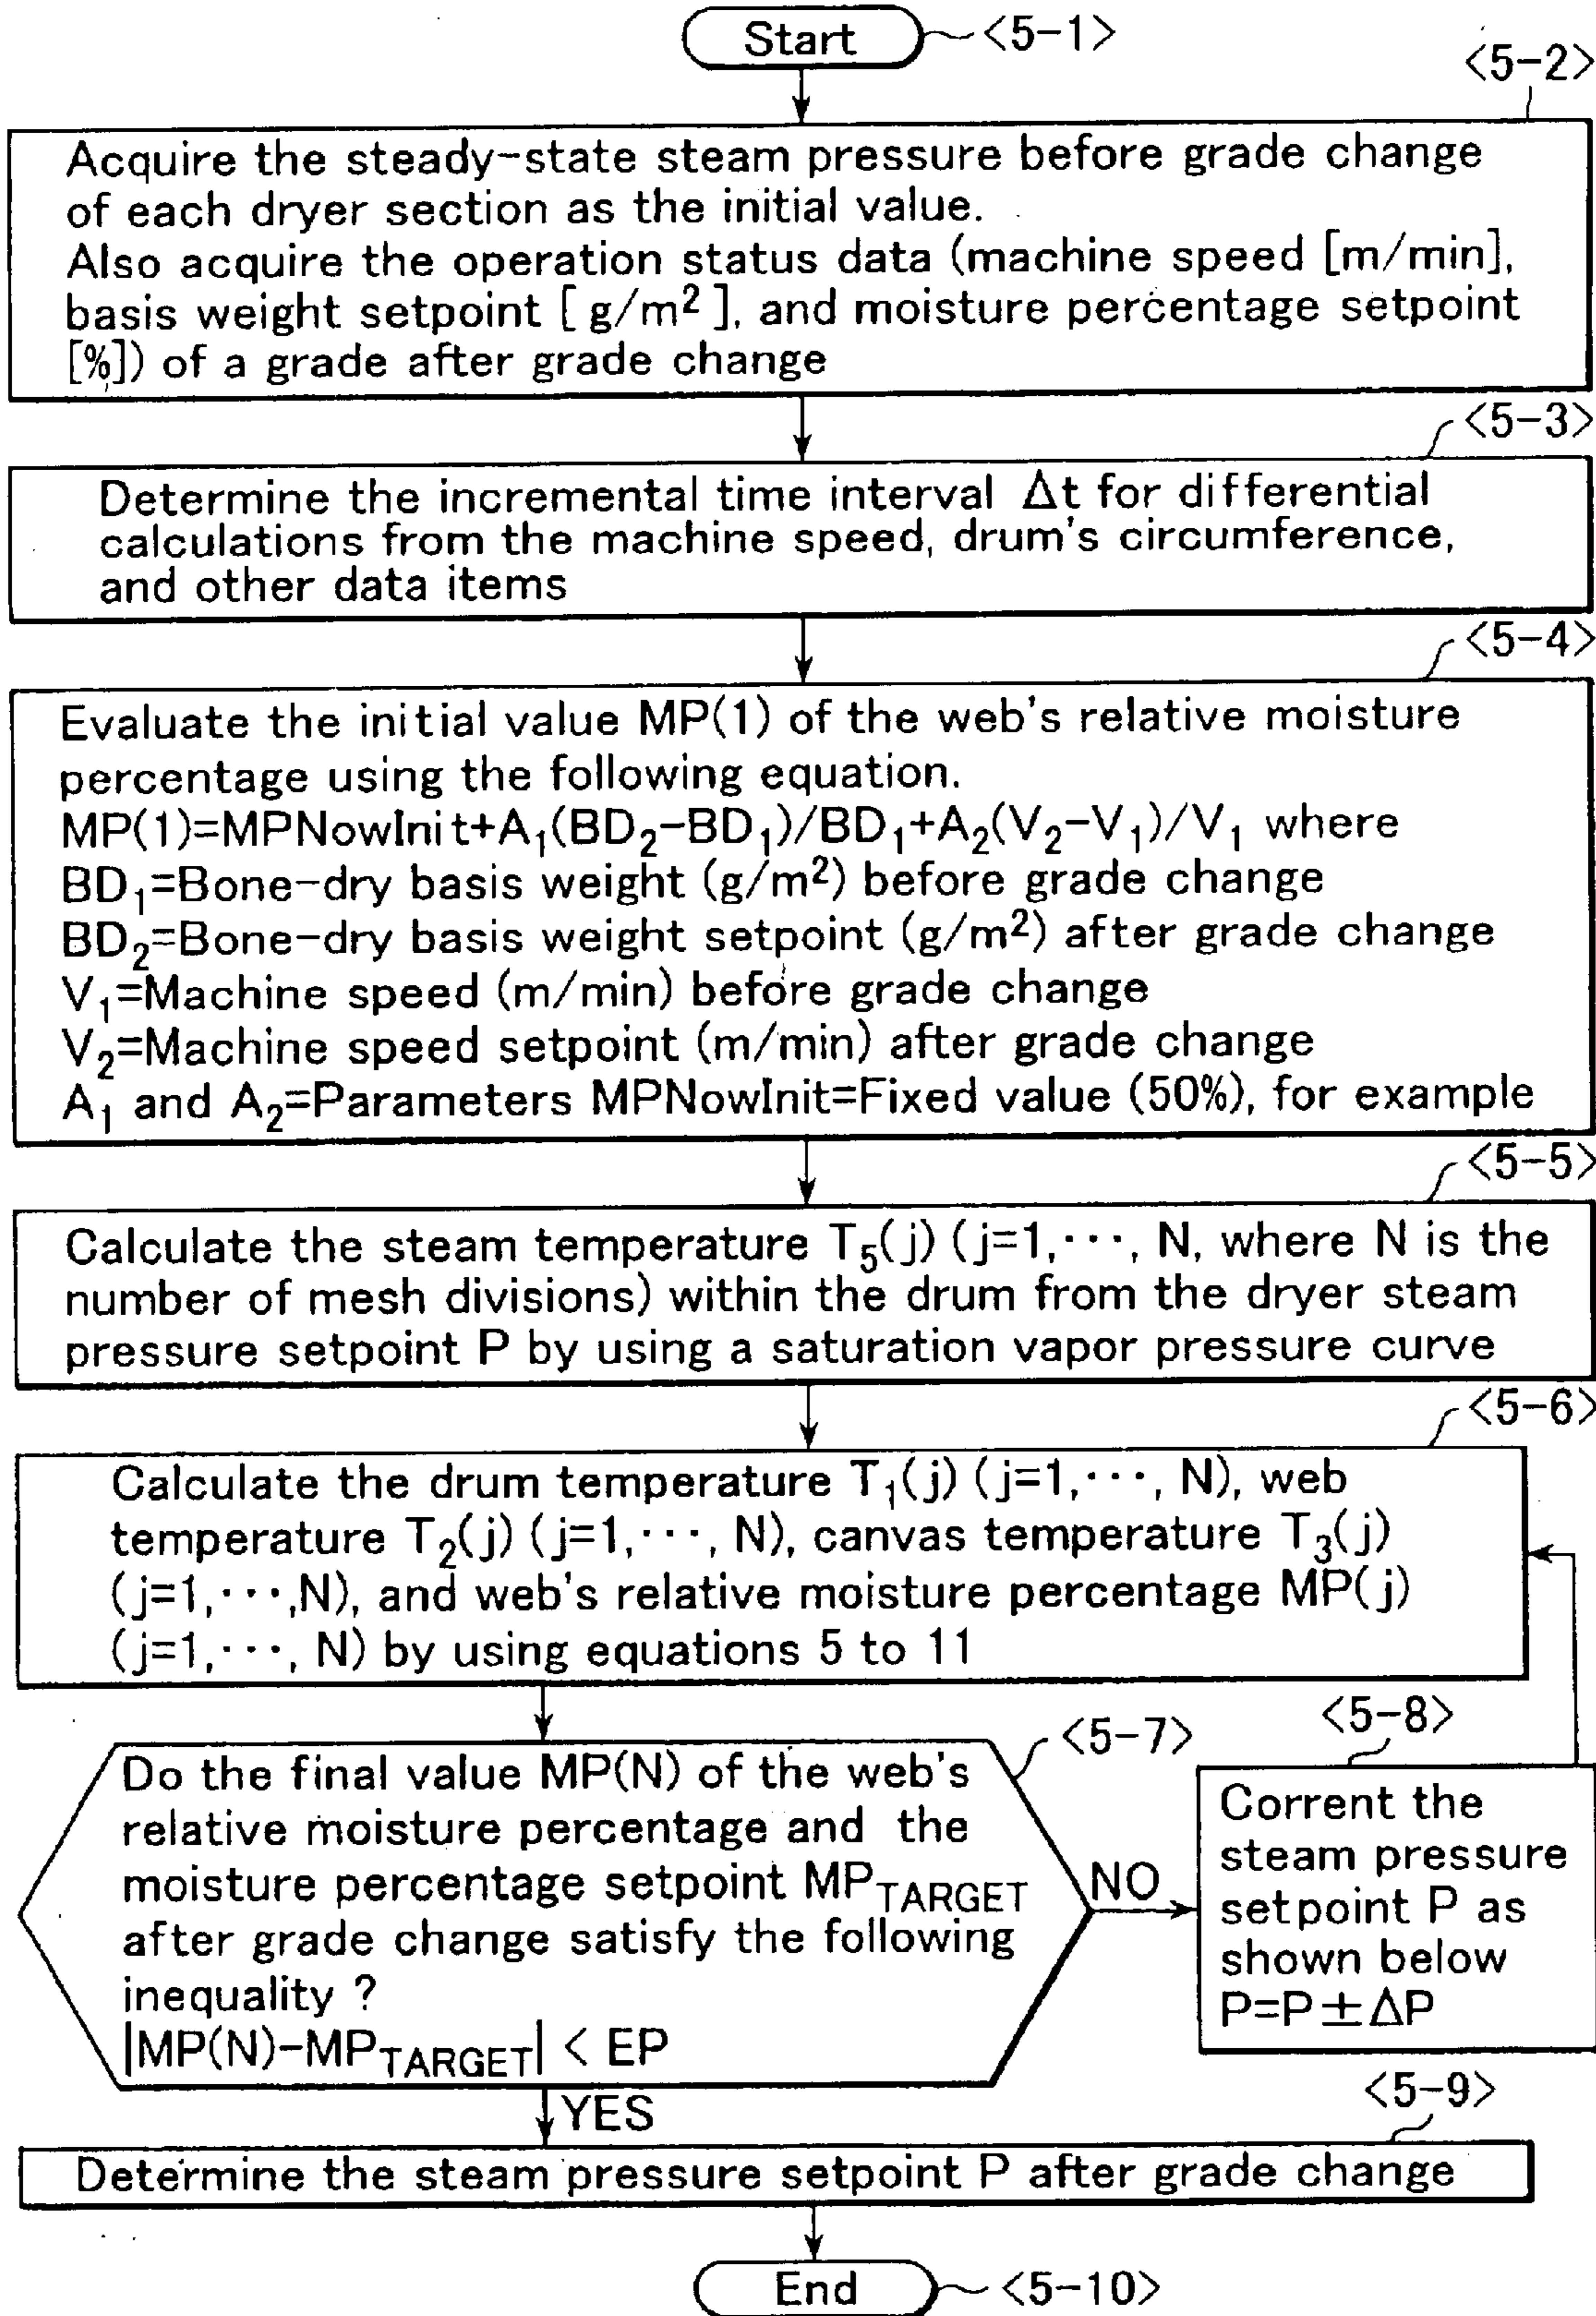 Start <5-1>
<5-2>
Acquire the steady-state steam pressure before grade change
of each dryer section as the initial value.
Also acquire the operation status data (machine speed [m/min],
basis weight setpoint [ g/m² ], and moisture percentage setpoint
[%]) of a grade after grade change
<5-3>
Determine the incremental time interval Δt for differential
calculations from the machine speed, drum's circumference,
and other data items
<5-4>
Evaluate the initial value MP(1) of the web's relative moisture
percentage using the following equation.
MP(1)=MPNowInit+A₁(BD₂-BD₁)/BD₁+A₂(V₂-V₁)/V₁ where
BD₁=Bone-dry basis weight (g/m²) before grade change
BD₂=Bone-dry basis weight setpoint (g/m²) after grade change
V₁=Machine speed (m/min) before grade change
V₂=Machine speed setpoint (m/min) after grade change
A₁ and A₂=Parameters MPNowInit=Fixed value (50%), for example
<5-5>
Calculate the steam temperature T₅(j) (j=1,···, N, where N is the
number of mesh divisions) within the drum from the dryer steam
pressure setpoint P by using a saturation vapor pressure curve
<5-6>
Calculate the drum temperature T₁(j) (j=1,···, N), web
temperature T₂(j) (j=1,···, N), canvas temperature T₃(j)
(j=1,···,N), and web's relative moisture percentage MP(j)
(j=1,···, N) by using equations 5 to 11
<5-7>
Do the final value MP(N) of the web's
relative moisture percentage and the
moisture percentage setpoint MP_TARGET
after grade change satisfy the following
inequality ?
|MP(N)-MP_TARGET| < EP
NO
<5-8>
Corrent the
steam pressure
setpoint P as
shown below
P=P±ΔP
YES
<5-9>
Determine the steam pressure setpoint P after grade change
End <5-10>